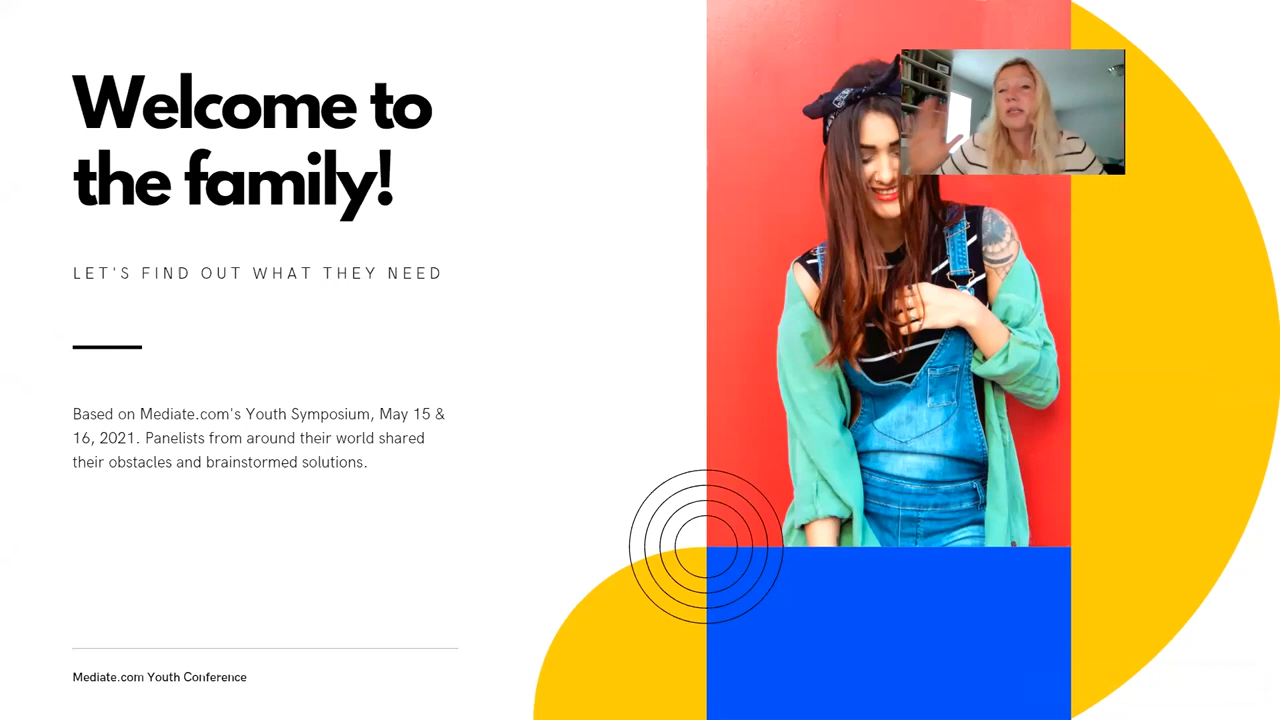 Welcome to
the family!
LET'S FIND OUT WHAT THEY NEED
Based on Mediate.com's Youth Symposium, May 15 &
16, 2021. Panelists from around their world shared
their obstacles and brainstormed solutions.
Mediate.com Youth Conference